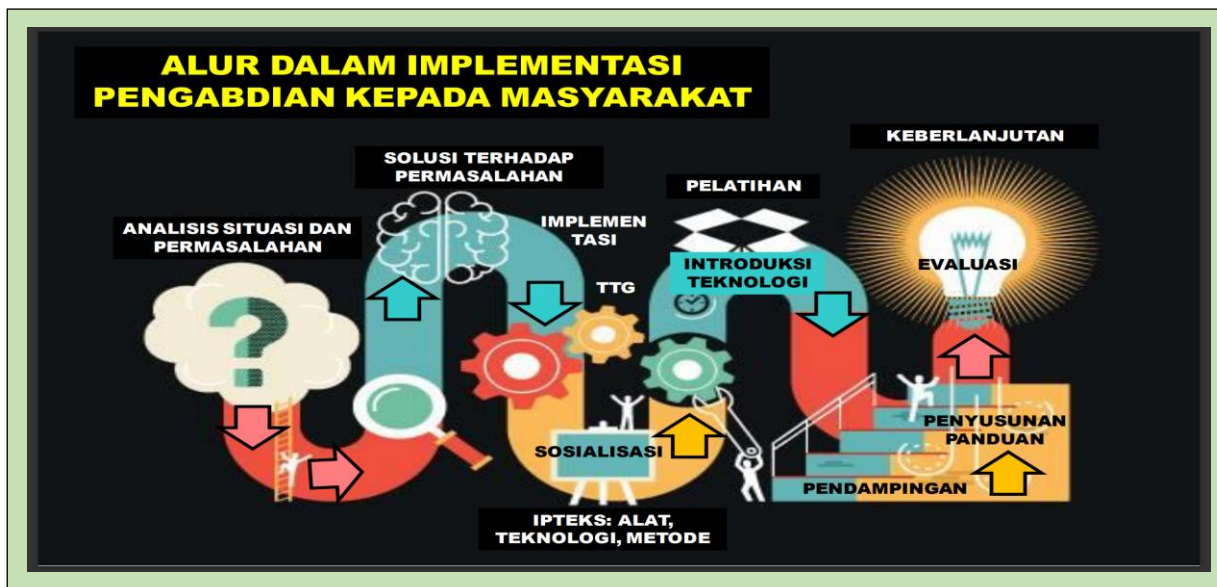 ALUR DALAM IMPLEMENTASI
PENGABDIAN KEPADA MASYARAKAT
ANALISIS SITUASI DAN
PERMASALAHAN
SOLUSI TERHADAP
PERMASALAHAN
IMPLEMEN
TASI
TTG
SOSIALISASI
IPTEKS: ALAT,
TEKNOLOGI, METODE
PELATIHAN
INTRODUKSI
TEKNOLOGI
PENDAMPINGAN
PENYUSUNAN
PANDUAN
EVALUASI
KEBERLANJUTAN